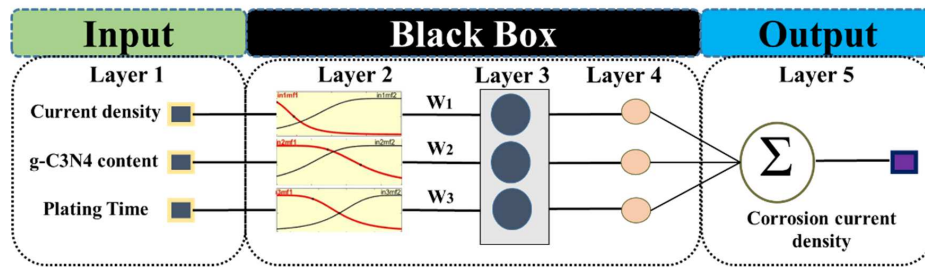 Input
Black Box
Output
Layer 1
Layer 2
Layer 3
Layer 4
Layer 5
Current density
in1mf1
in1mf2
W1
g-C3N4 content
in2mf1
in2mf2
W2
Σ
Plating Time
in3mf2
W3
Corrosion current
density